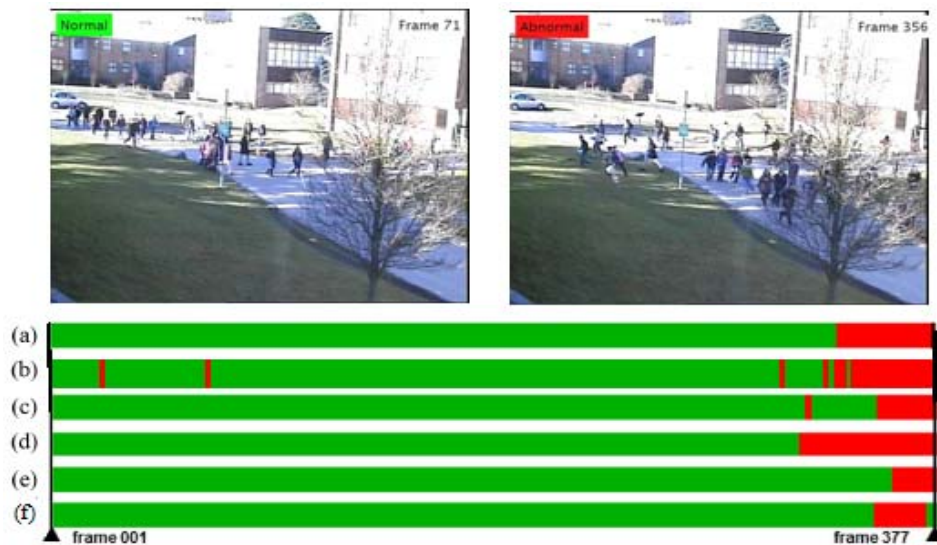 Normal
Frame 71
Abnormal
Frame 356
(a)
(b)
(c)
(d)
(e)
(f)
frame 001
frame 377